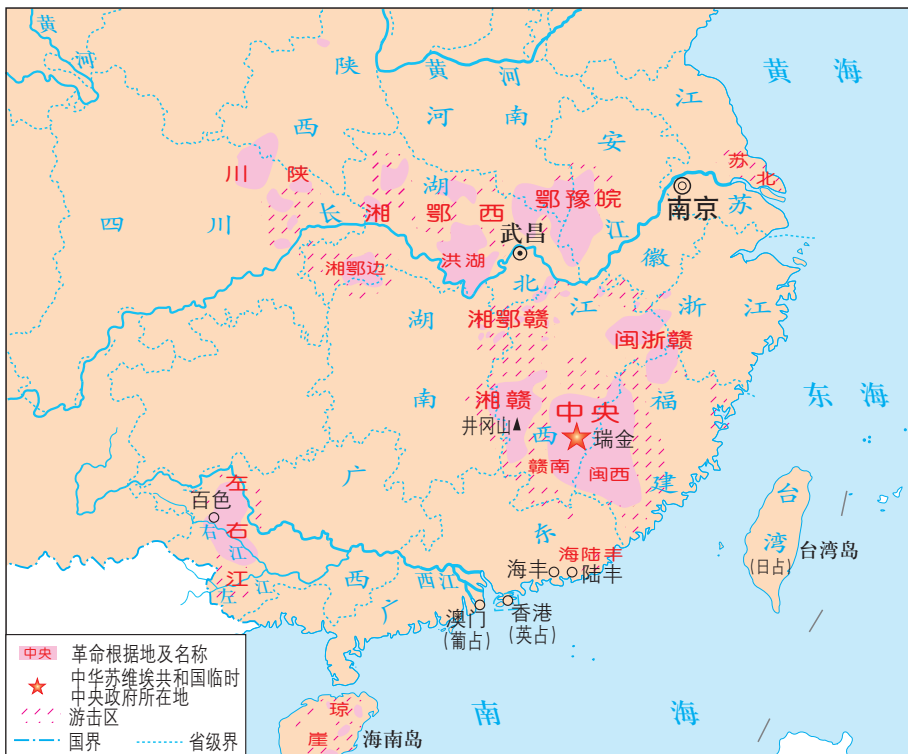 黄河
黄河
黄海
陕西
河南
江苏
安徽
四川
长江
湖北
湖南
江西
浙江
福建
广东
广西
台湾
东海
南海
右江
左江
西江
川陕
湘鄂西
鄂豫皖
苏北
南京
武昌
洪湖
湘鄂边
湘鄂赣
闽浙赣
湘赣
井冈山
中央
瑞金
赣南
闽西
左右江
百色
海陆丰
海丰
陆丰
台湾岛
(日占)
澳门
(葡占)
香港
(英占)
琼崖
海南岛
中央 革命根据地及名称
中华苏维埃共和国临时
中央政府所在地
游击区
国界 省级界